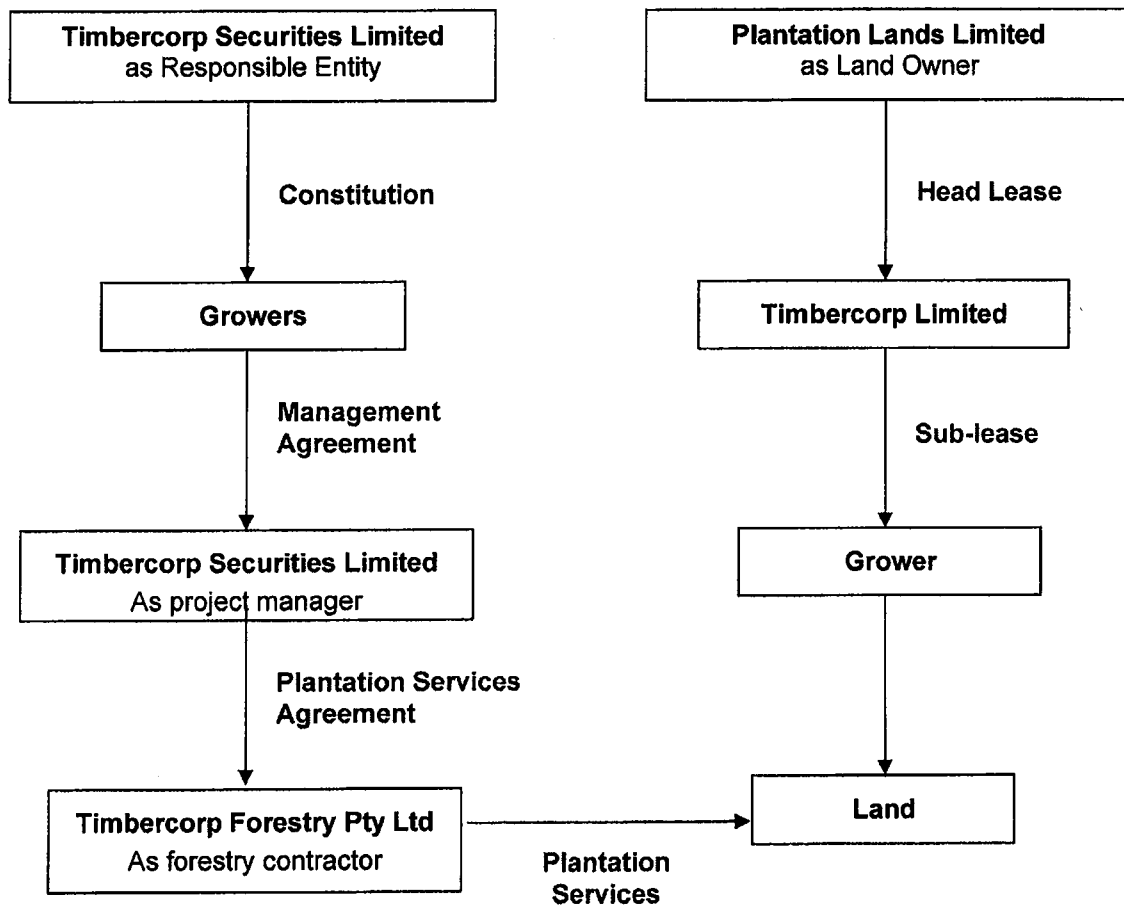 Timbercorp Securities Limited
as Responsible Entity
Plantation Lands Limited
as Land Owner
Constitution
Head Lease
Growers
Timbercorp Limited
Management
Agreement
Sub-lease
Timbercorp Securities Limited
As project manager
Grower
Plantation Services
Agreement
Timbercorp Forestry Pty Ltd
As forestry contractor
Land
Plantation
Services